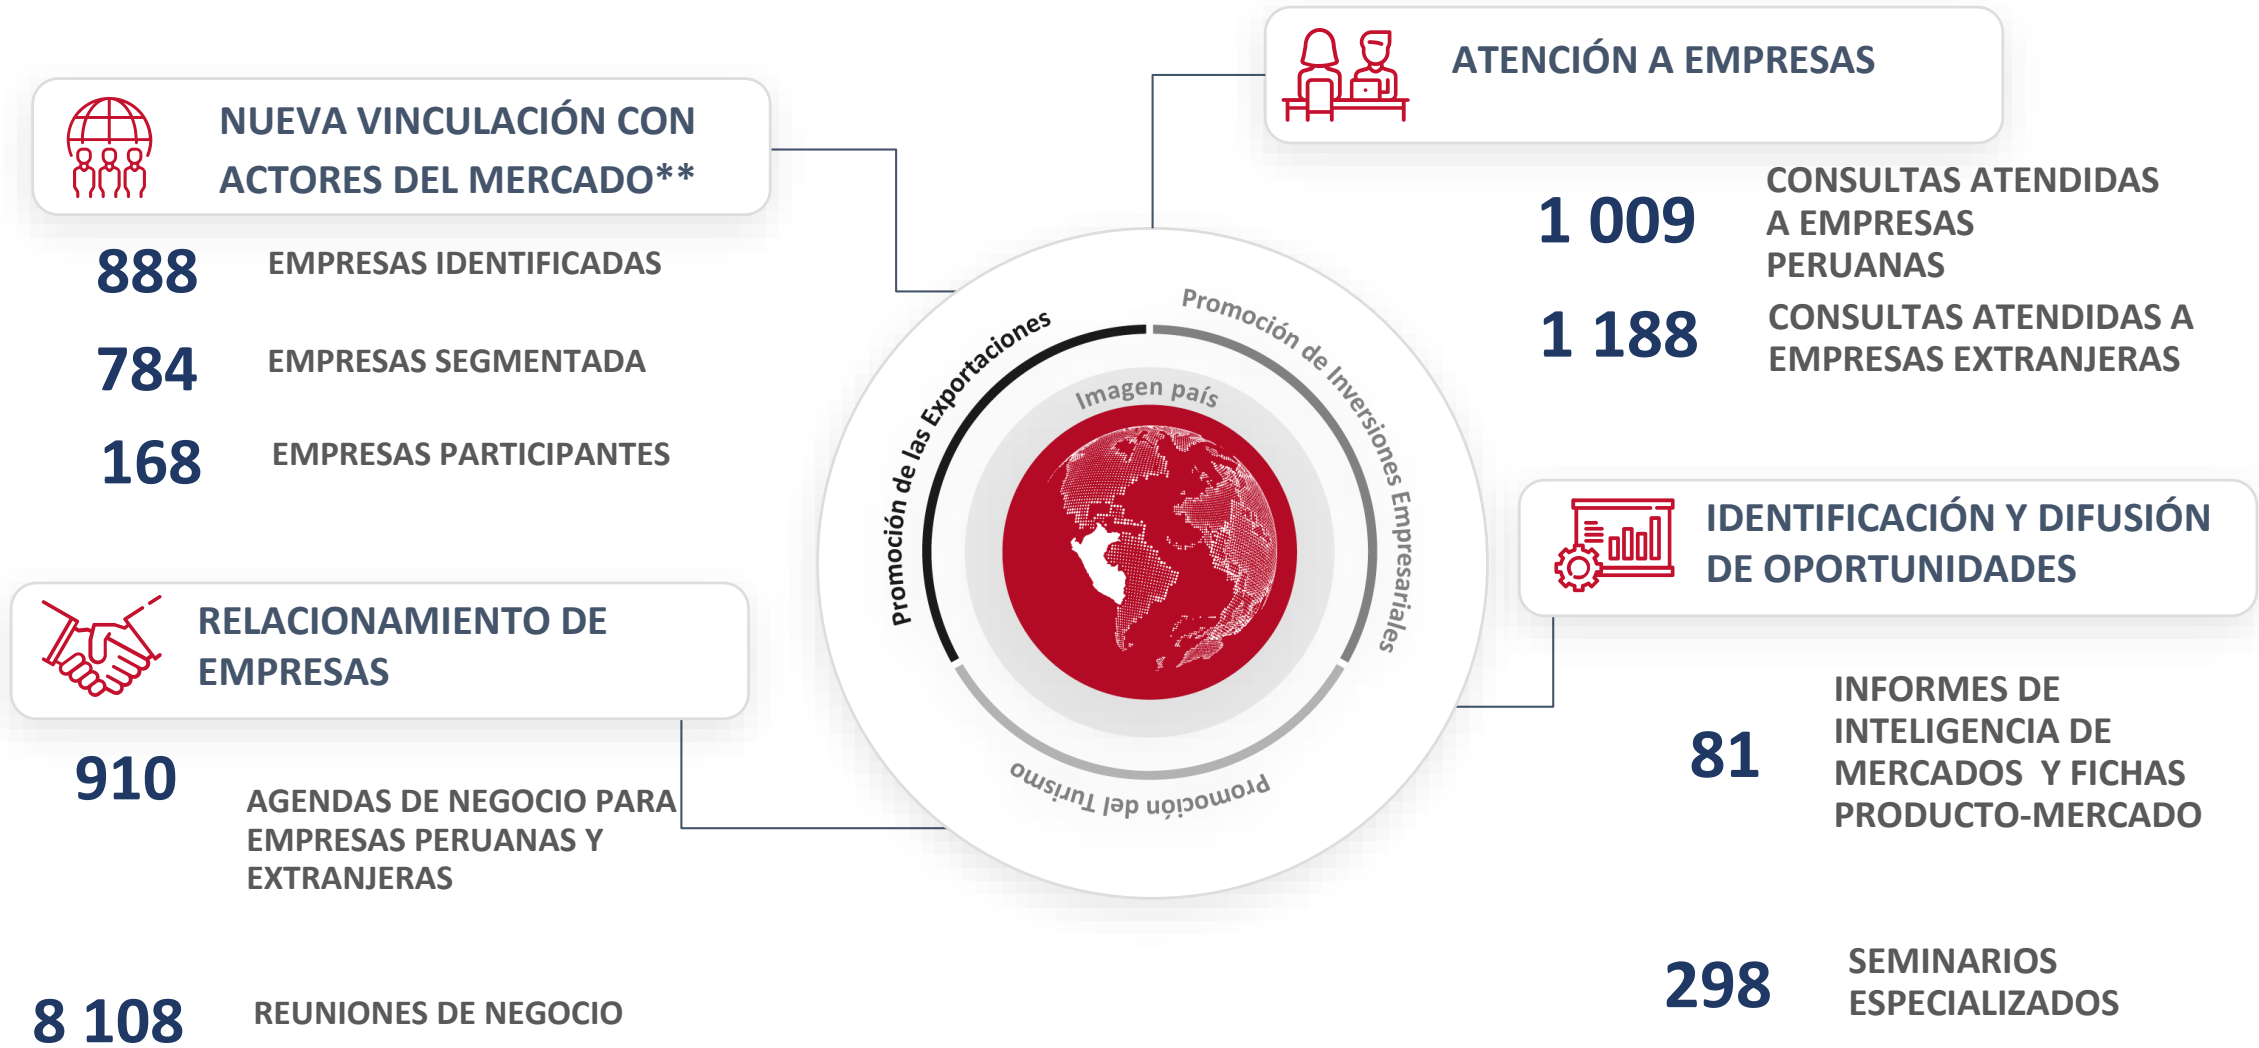 NUEVA VINCULACIÓN CON
ACTORES DEL MERCADO**
888
EMPRESAS IDENTIFICADAS
784
EMPRESAS SEGMENTADA
168
EMPRESAS PARTICIPANTES
RELACIONAMIENTO DE
EMPRESAS
910
AGENDAS DE NEGOCIO PARA
EMPRESAS PERUANAS Y
EXTRANJERAS
8 108
REUNIONES DE NEGOCIO
Promoción de las Exportaciones
Promoción de Inversiones Empresariales
Imagen país
Promoción del Turismo
ATENCIÓN A EMPRESAS
1 009
CONSULTAS ATENDIDAS
A EMPRESAS
PERUANAS
1 188
CONSULTAS ATENDIDAS A
EMPRESAS EXTRANJERAS
IDENTIFICACIÓN Y DIFUSIÓN
DE OPORTUNIDADES
81
INFORMES DE
INTELIGENCIA DE
MERCADOS  Y FICHAS
PRODUCTO-MERCADO
298
SEMINARIOS
ESPECIALIZADOS